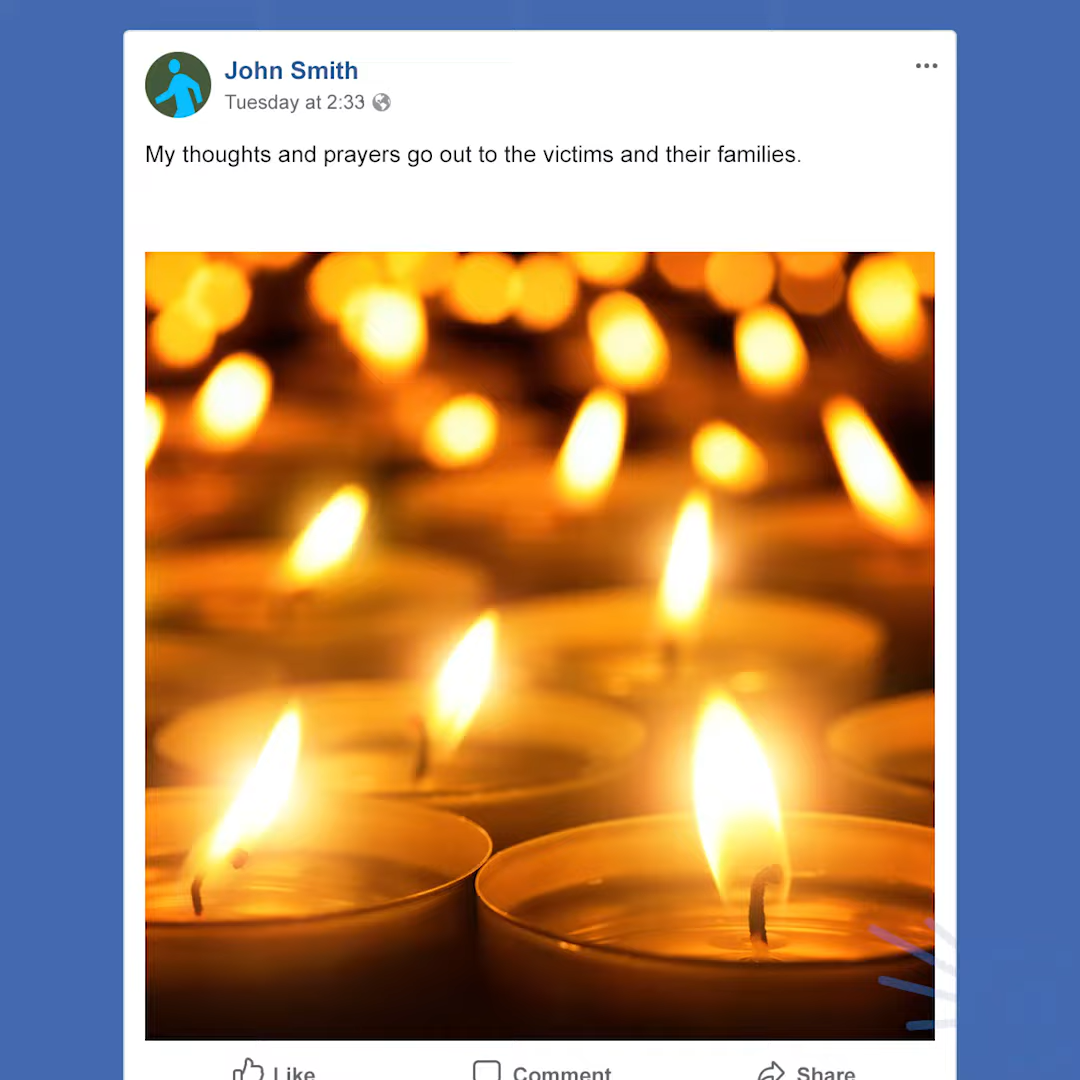 John Smith
Tuesday at 2:33
My thoughts and prayers go out to the victims and their families.
Like
Comment
Share